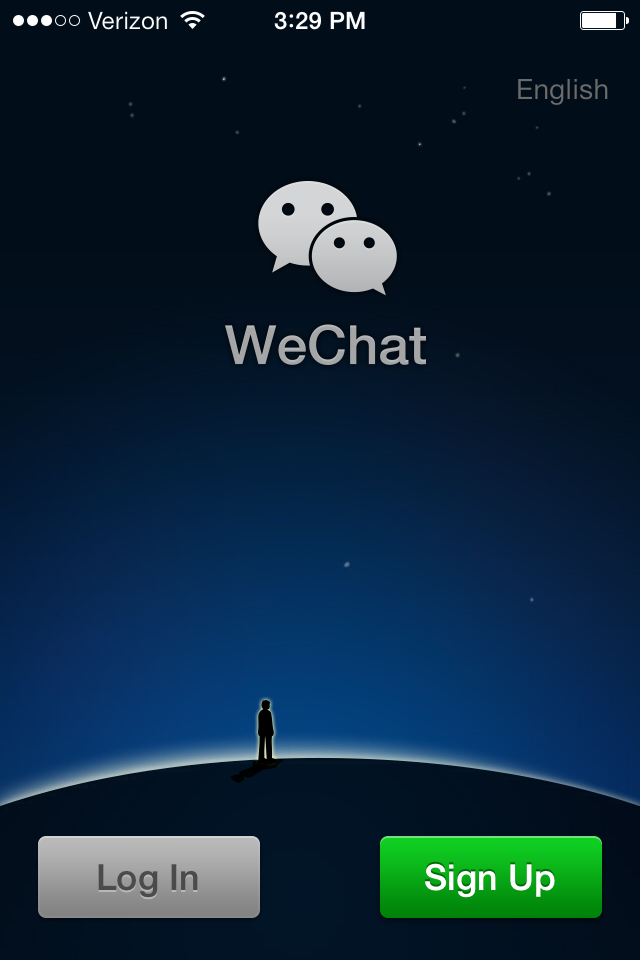 Verizon 3:29 PM
English
WeChat
Log In Sign Up